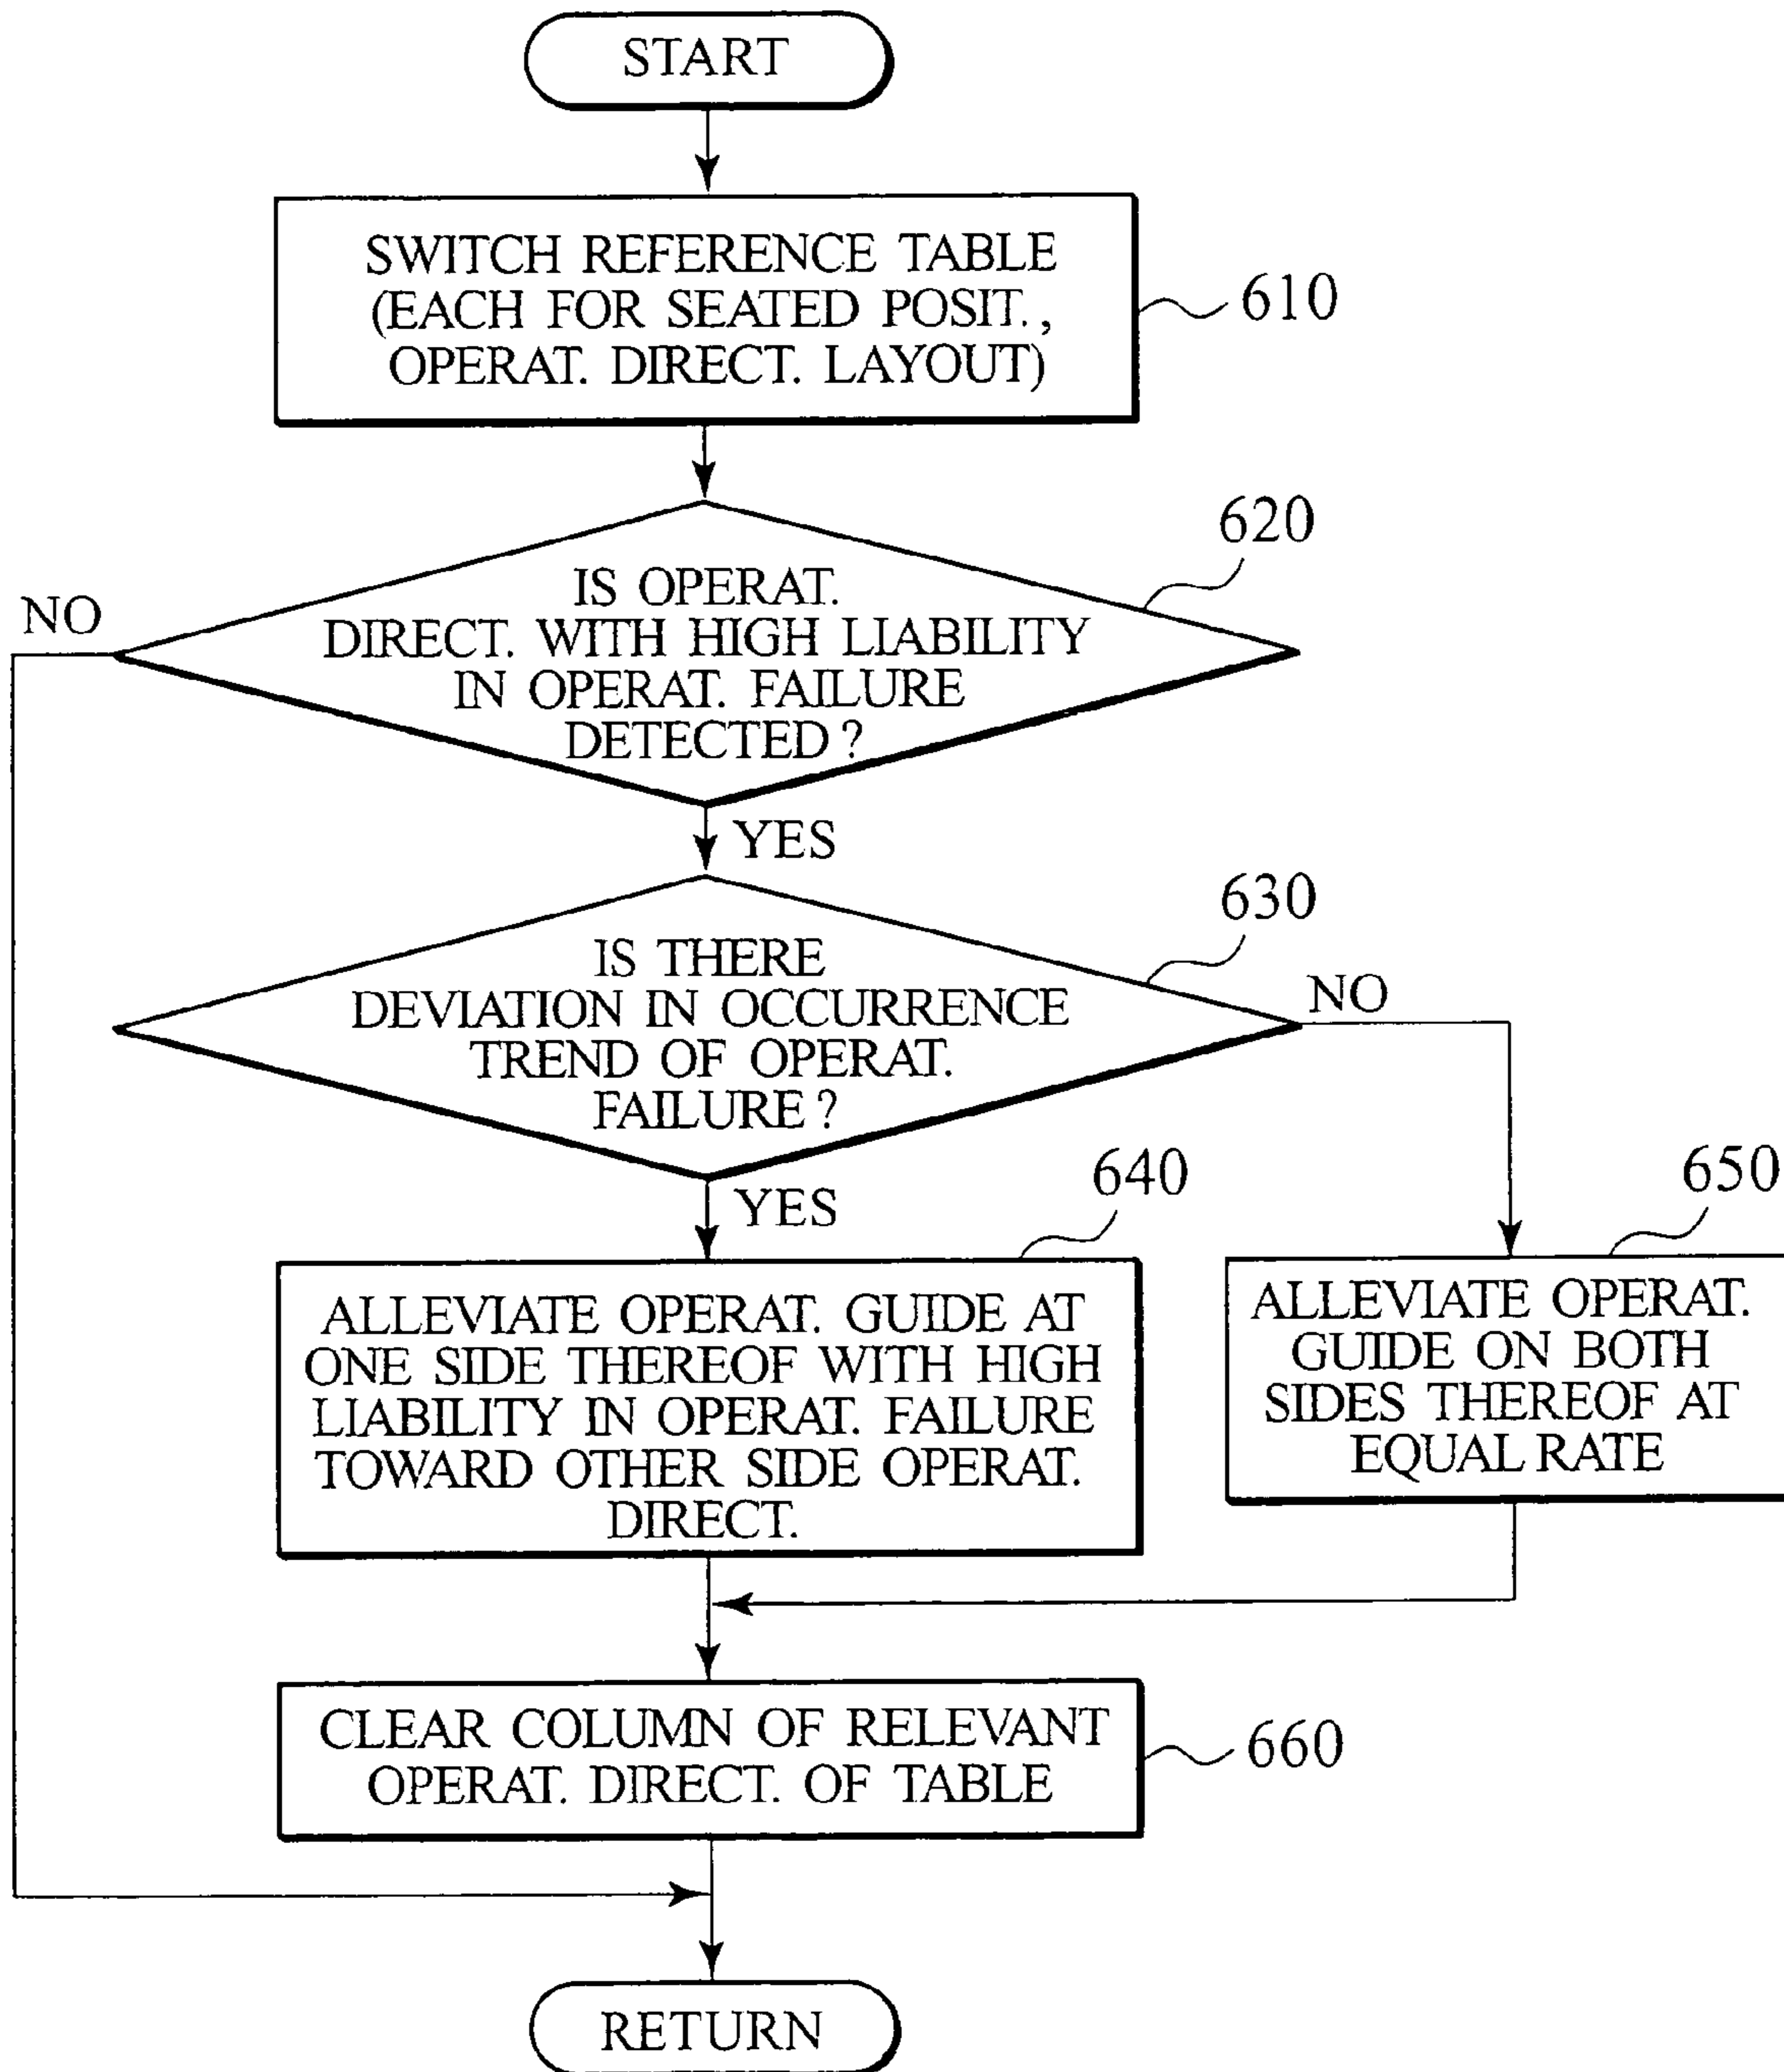 START
SWITCH REFERENCE TABLE
(EACH FOR SEATED POSIT.,
OPERAT. DIRECT. LAYOUT)
610
620
IS OPERAT.
DIRECT. WITH HIGH LIABILITY
IN OPERAT. FAILURE
DETECTED?
NO
YES
630
IS THERE
DEVIATION IN OCCURRENCE
TREND OF OPERAT.
FAILURE?
NO
YES
640
650
ALLEVIATE OPERAT. GUIDE AT
ONE SIDE THEREOF WITH HIGH
LIABILITY IN OPERAT. FAILURE
TOWARD OTHER SIDE OPERAT.
DIRECT.
ALLEVIATE OPERAT.
GUIDE ON BOTH
SIDES THEREOF AT
EQUAL RATE
CLEAR COLUMN OF RELEVANT
OPERAT. DIRECT. OF TABLE
660
RETURN